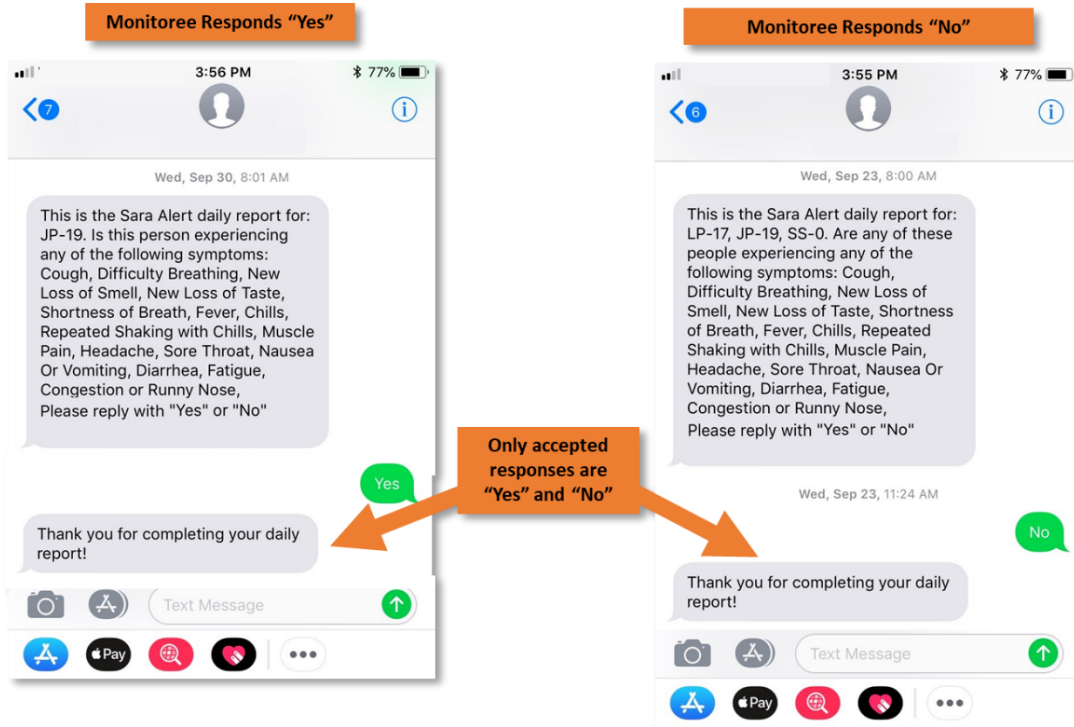 Monitoree Responds “Yes”
3:56 PM
77%
7
Wed, Sep 30, 8:01 AM
This is the Sara Alert daily report for:
JP-19. Is this person experiencing
any of the following symptoms:
Cough, Difficulty Breathing, New
Loss of Smell, New Loss of Taste,
Shortness of Breath, Fever, Chills,
Repeated Shaking with Chills, Muscle
Pain, Headache, Sore Throat, Nausea
Or Vomiting, Diarrhea, Fatigue,
Congestion or Runny Nose,
Please reply with "Yes" or "No"
Yes
Thank you for completing your daily
report!
Text Message
Pay
Only accepted
responses are
“Yes” and “No”
Monitoree Responds “No”
3:55 PM
77%
6
Wed, Sep 23, 8:00 AM
This is the Sara Alert daily report for:
LP-17, JP-19, SS-0. Are any of these
people experiencing any of the
following symptoms: Cough,
Difficulty Breathing, New Loss of
Smell, New Loss of Taste, Shortness
of Breath, Fever, Chills, Repeated
Shaking with Chills, Muscle Pain,
Headache, Sore Throat, Nausea Or
Vomiting, Diarrhea, Fatigue,
Congestion or Runny Nose,
Please reply with "Yes" or "No"
Wed, Sep 23, 11:24 AM
No
Thank you for completing your daily
report!
Text Message
Pay